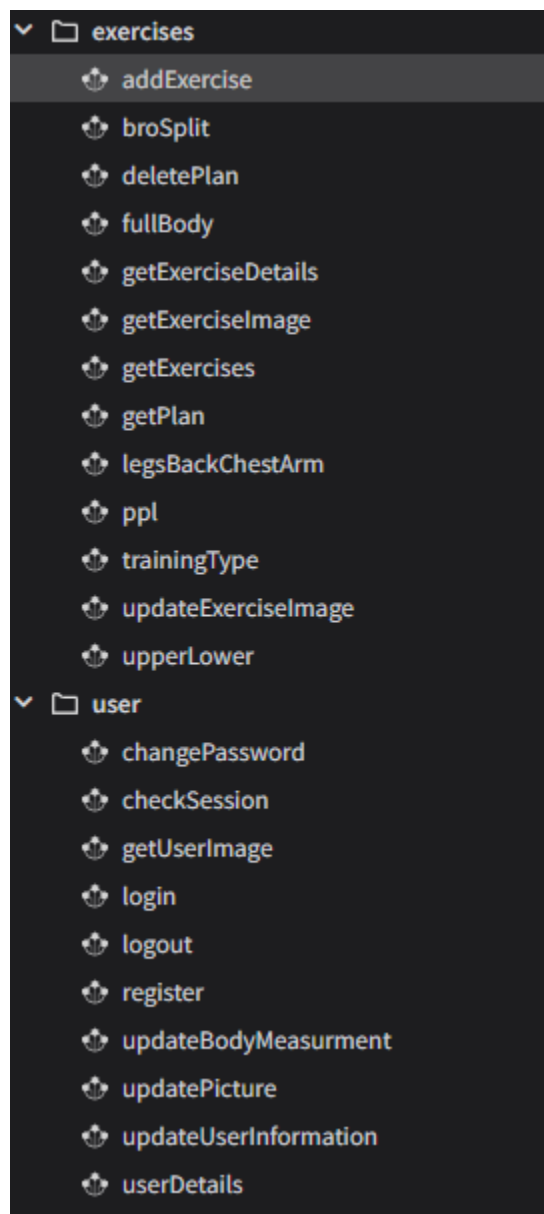 exercises
addExercise
broSplit
deletePlan
fullBody
getExerciseDetails
getExerciseImage
getExercises
getPlan
legsBackChestArm
ppl
trainingType
updateExerciseImage
upperLower
user
changePassword
checkSession
getUserImage
login
logout
register
updateBodyMeasurment
updatePicture
updateUserInformation
userDetails